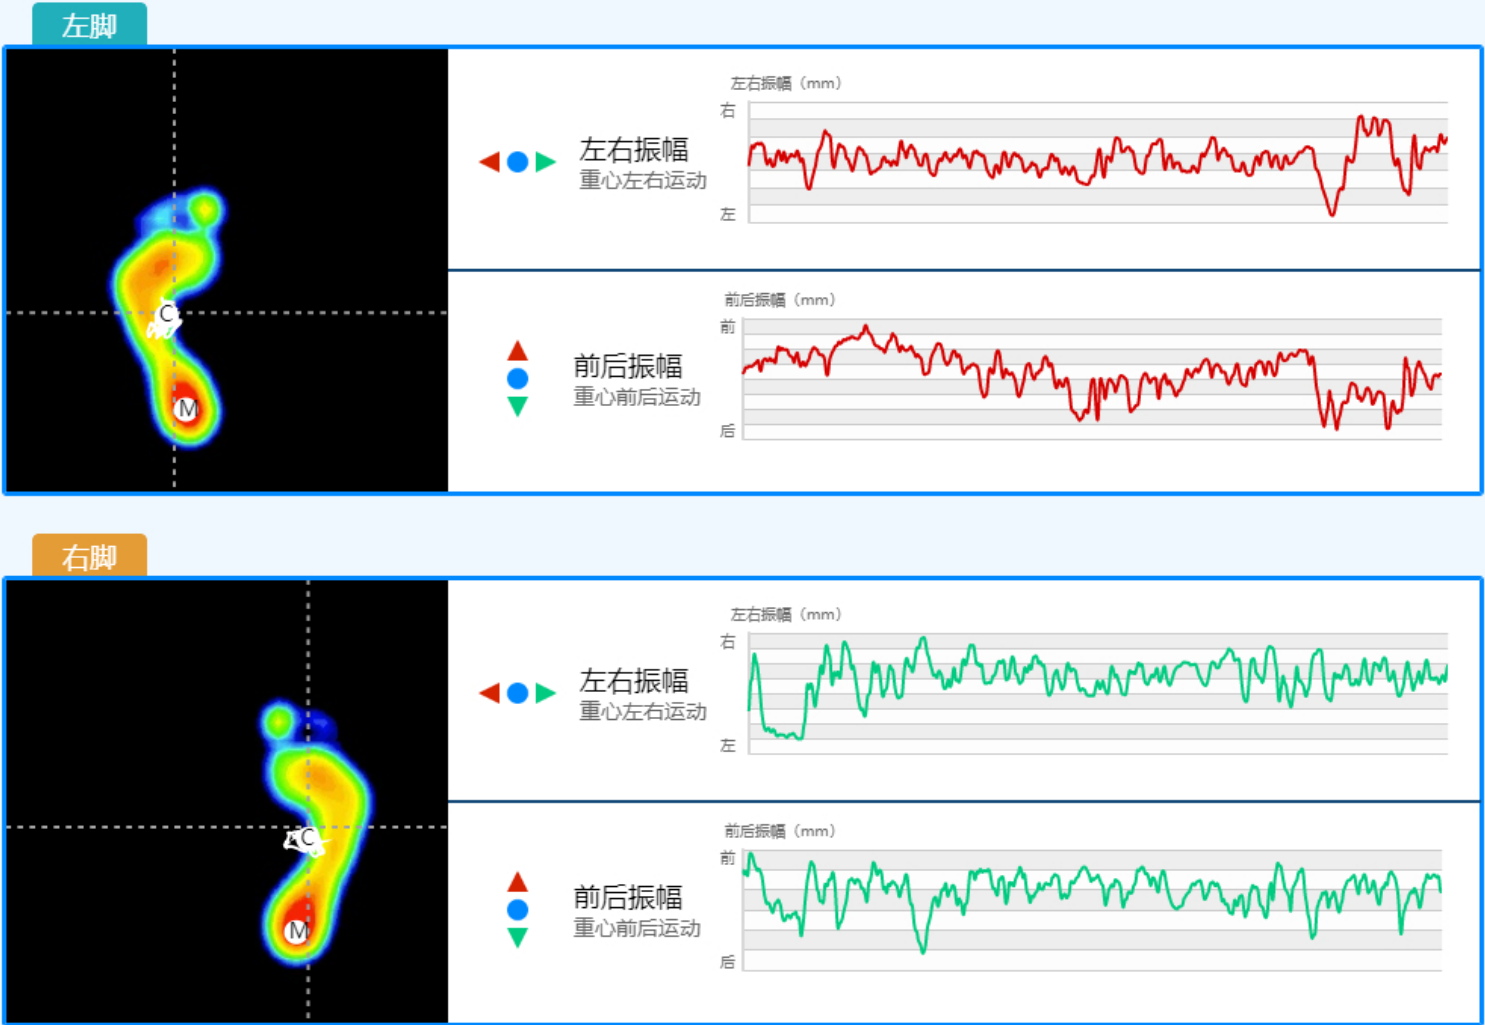 左脚
左右振幅（mm）
右
左右振幅
重心左右运动
左
C
M
前后振幅（mm）
前
前后振幅
重心前后运动
后
右脚
左右振幅（mm）
右
左右振幅
重心左右运动
左
C
M
前后振幅（mm）
前
前后振幅
重心前后运动
后